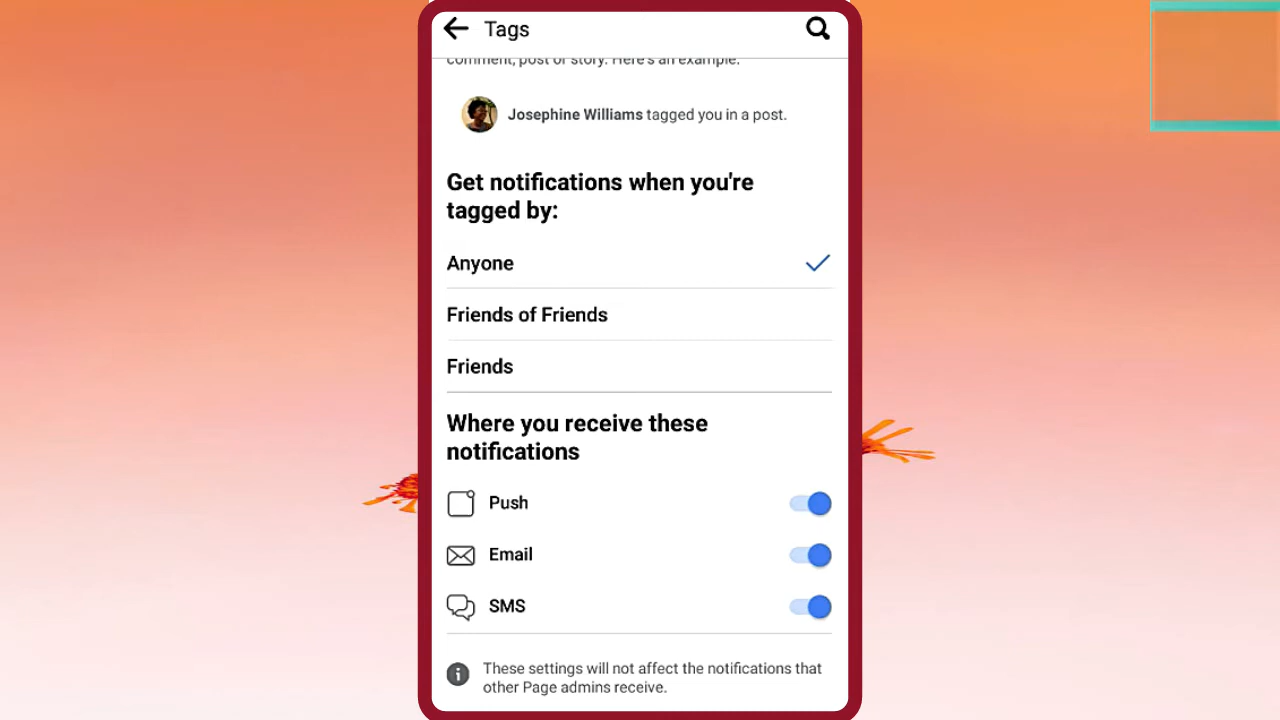 Tags
comment, post or story. Here's an example.
Josephine Williams tagged you in a post.
Get notifications when you're
tagged by:
Anyone
Friends of Friends
Friends
Where you receive these
notifications
Push
Email
SMS
These settings will not affect the notifications that
other Page admins receive.